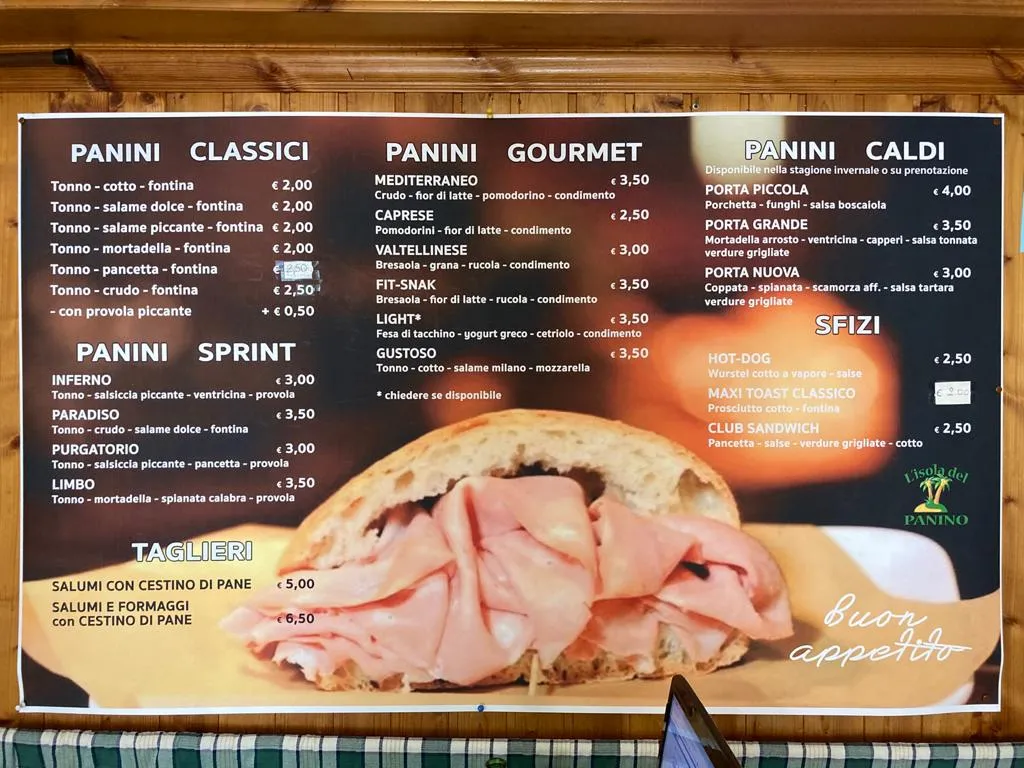 PANINI CLASSICI
Tonno - cotto - fontina € 2,00
Tonno - salame dolce - fontina € 2,00
Tonno - salame piccante - fontina € 2,00
Tonno - mortadella - fontina € 2,00
Tonno - pancetta - fontina € 2,50
Tonno - crudo - fontina € 2,50
- con provola piccante + € 0,50
PANINI SPRINT
INFERNO € 3,00
Tonno - salsiccia piccante - ventricina - provola
PARADISO € 3,50
Tonno - crudo - salame dolce - fontina
PURGATORIO € 3,00
Tonno - salsiccia piccante - pancetta - provola
LIMBO € 3,50
Tonno - mortadella - spianata calabra - provola
TAGLIERI
SALUMI CON CESTINO DI PANE € 5,00
SALUMI E FORMAGGI
con CESTINO DI PANE € 6,50
PANINI GOURMET
MEDITERRANEO € 3,50
Crudo - fior di latte - pomodorino - condimento
CAPRESE € 2,50
Pomodorini - fior di latte - condimento
VALTELLINESE € 3,00
Bresaola - grana - rucola - condimento
FIT-SNAK € 3,50
Bresaola - fior di latte - rucola - condimento
LIGHT* € 3,50
Fesa di tacchino - yogurt greco - cetriolo - condimento
GUSTOSO € 3,50
Tonno - cotto - salame milano - mozzarella
* chiedere se disponibile
PANINI CALDI
Disponibile nella stagione invernale o su prenotazione
PORTA PICCOLA € 4,00
Porchetta - funghi - salsa boscaiola
PORTA GRANDE € 3,50
Mortadella arrosto - ventricina - capperi - salsa tonnata
verdure grigliate
PORTA NUOVA € 3,00
Coppata - spianata - scamorza aff. - salsa tartara
verdure grigliate
SFIZI
HOT-DOG € 2,50
Wurstel cotto a vapore - salse
MAXI TOAST CLASSICO € 2.00
Prosciutto cotto - fontina
CLUB SANDWICH € 2,50
Pancetta - salse - verdure grigliate - cotto
L'isola del
PANINO
Buon
appetito